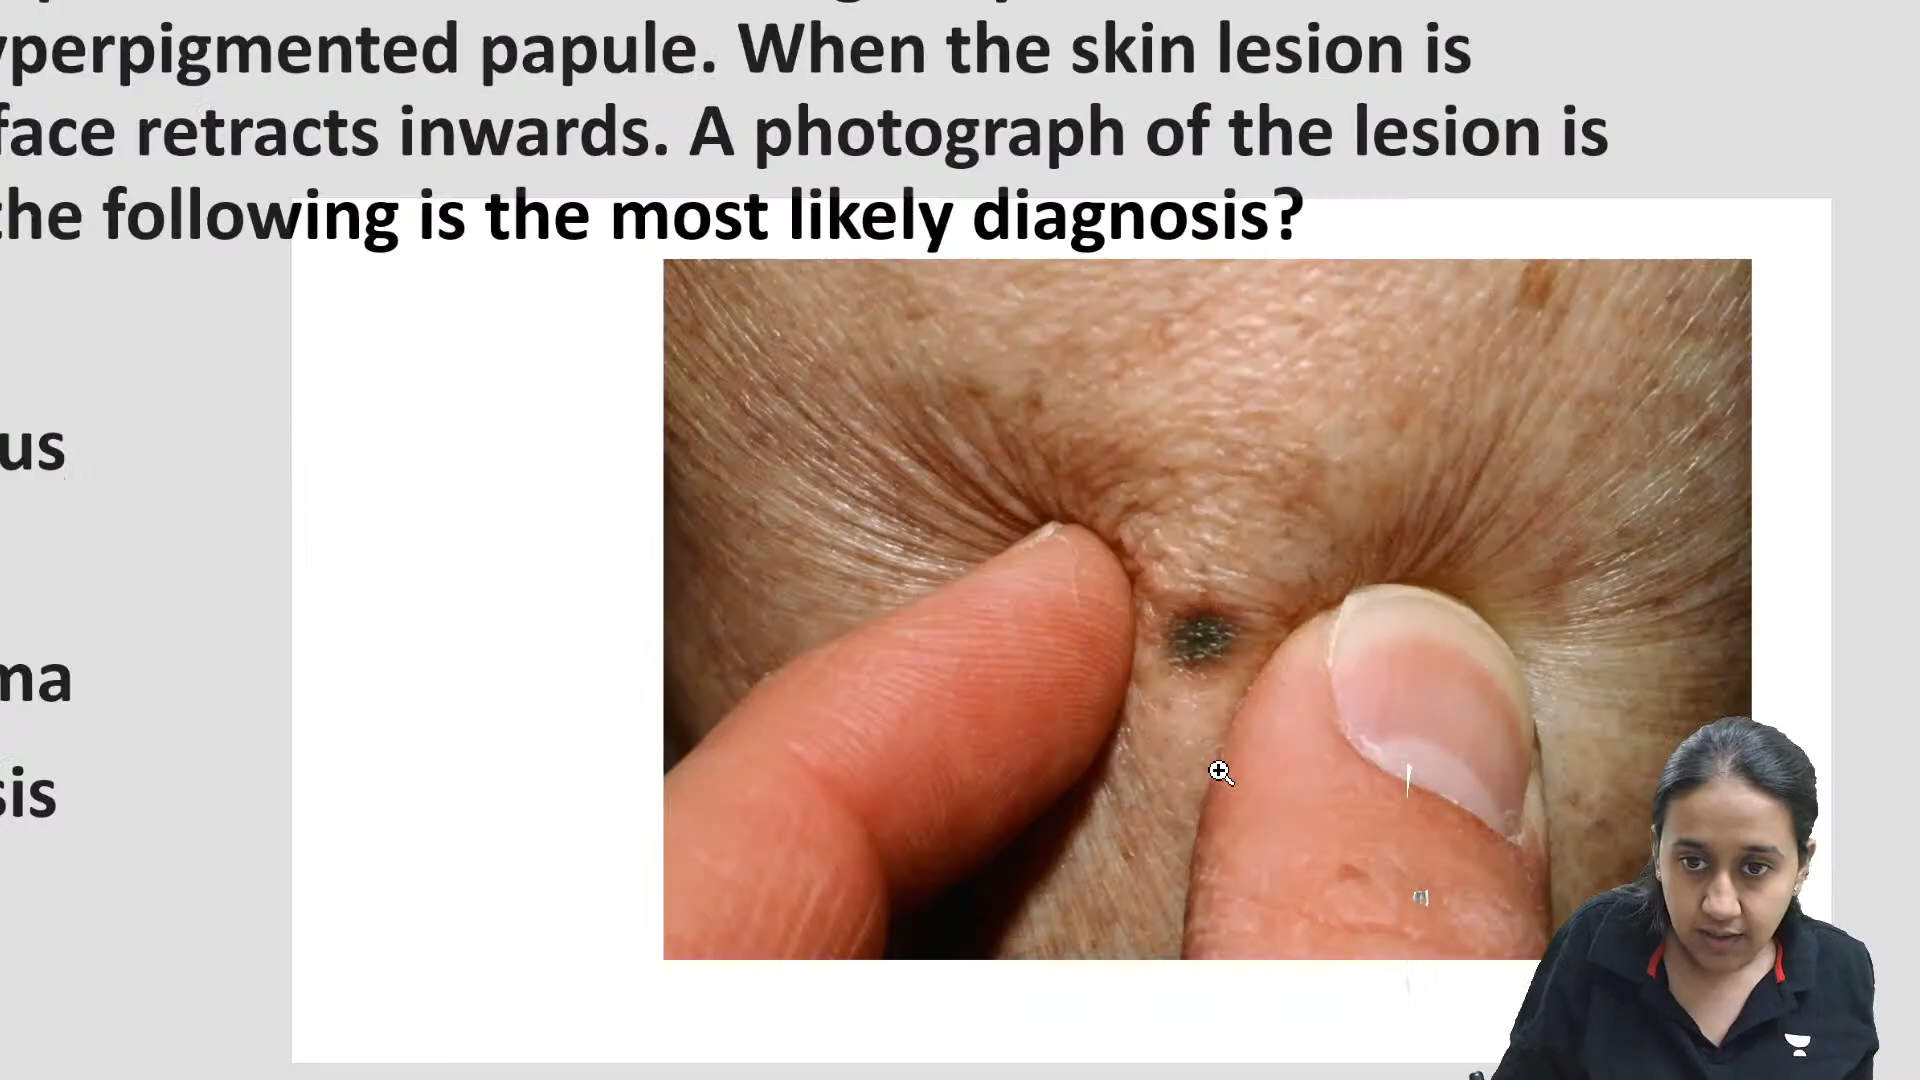 yperpigmented papule. When the skin lesion is
face retracts inwards. A photograph of the lesion is
the following is the most likely diagnosis?
us
ma
sis